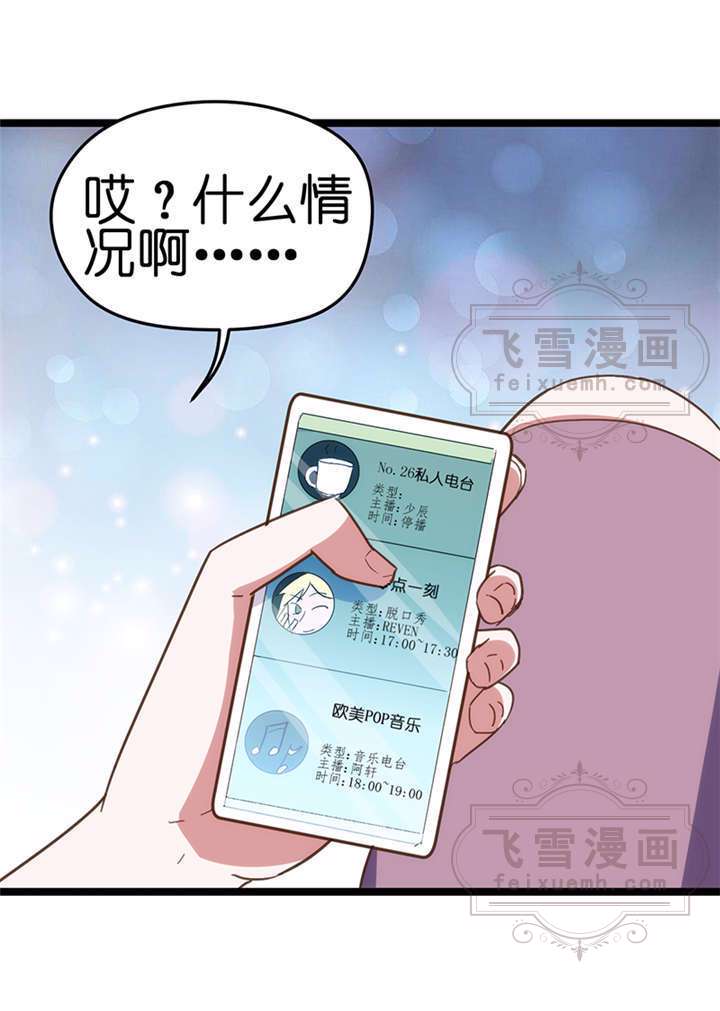 哎？什么情
况啊……
飞雪漫画
feixuemh.com
No.26私人电台
类型:
主播:少辰
时间:停播
点一刻
类型:脱口秀
主播:REVEN
时间:17:00~17:30
欧美POP音乐
类型:音乐电台
主播:阿轩
时间:18:00~19:00
飞雪漫画
feixuemh.com